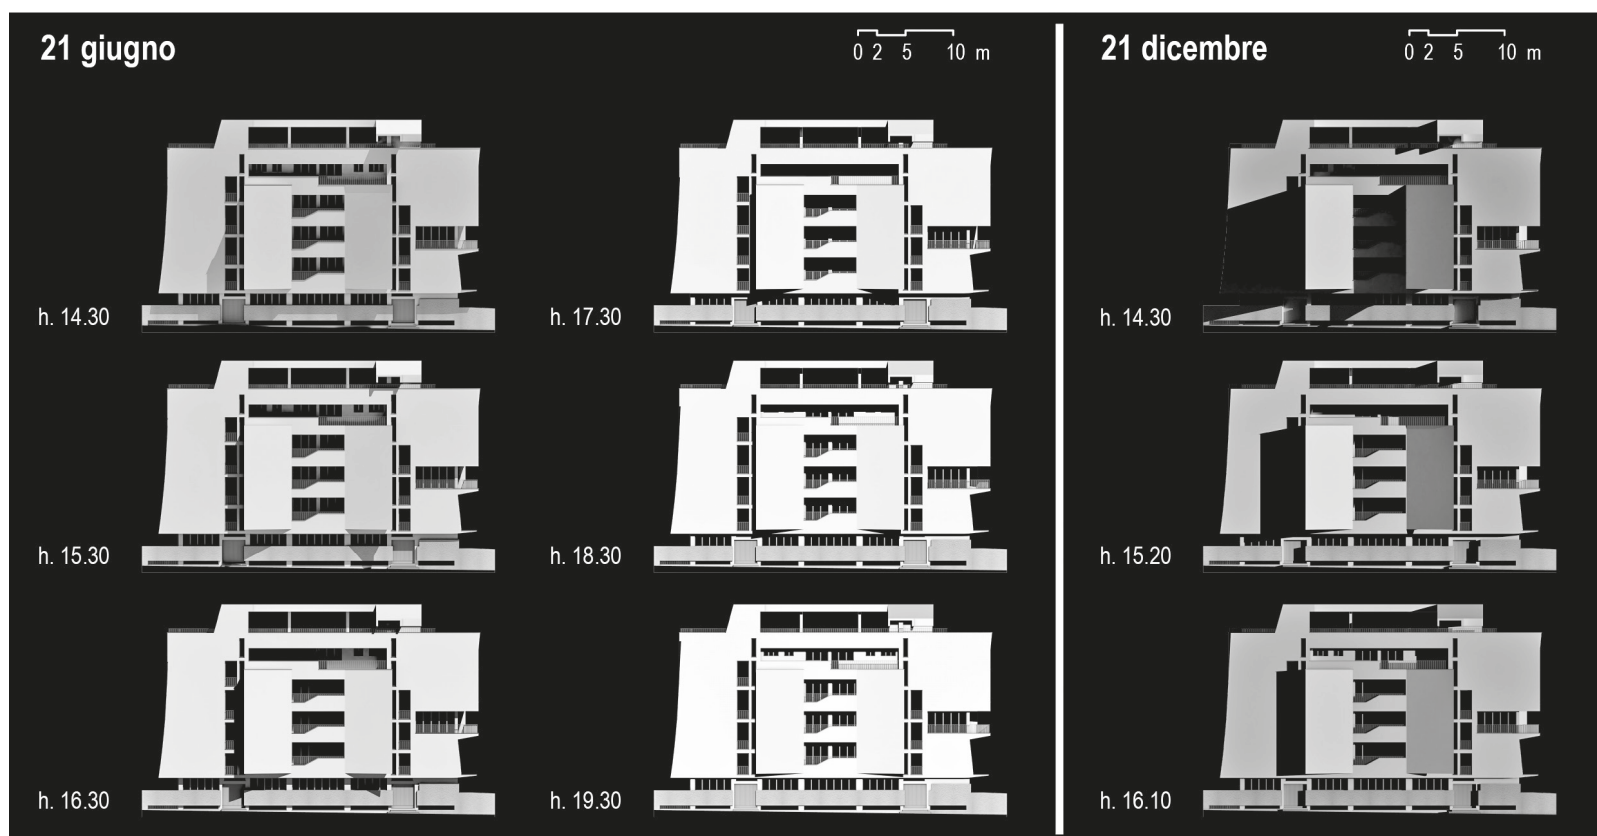 21 giugno
0 2 5 10 m
21 dicembre
0 2 5 10 m
h. 14.30
h. 17.30
h. 14.30
h. 15.30
h. 18.30
h. 15.20
h. 16.30
h. 19.30
h. 16.10